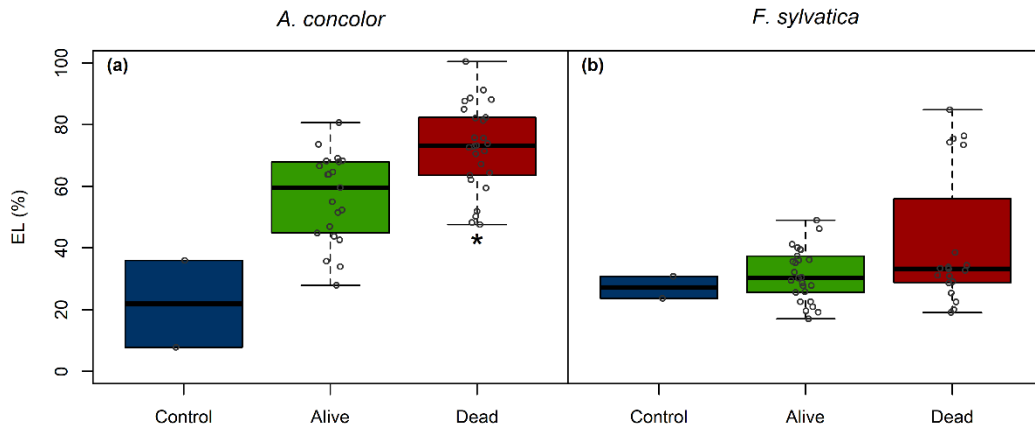 A. concolor
F. sylvatica
(a)
(b)
EL (%)
100
80
60
40
20
0
*
Control
Alive
Dead
Control
Alive
Dead